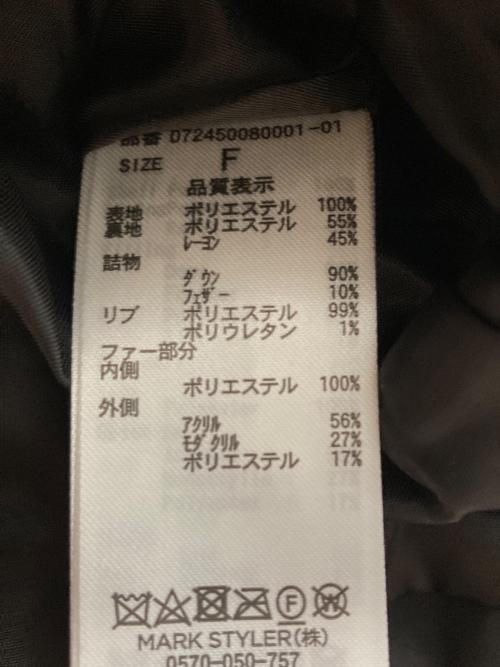 品番 D72450080001-01
SIZE F
品質表示
表地 ポリエステル 100%
裏地 ポリエステル 55%
レーヨン 45%
詰物
ダウン 90%
フェザー 10%
リブ ポリエステル 99%
ポリウレタン 1%
ファー部分
内側
ポリエステル 100%
外側
アクリル 56%
モダクリル 27%
ポリエステル 17%
F W
MARK STYLER(株)
0570-050-757